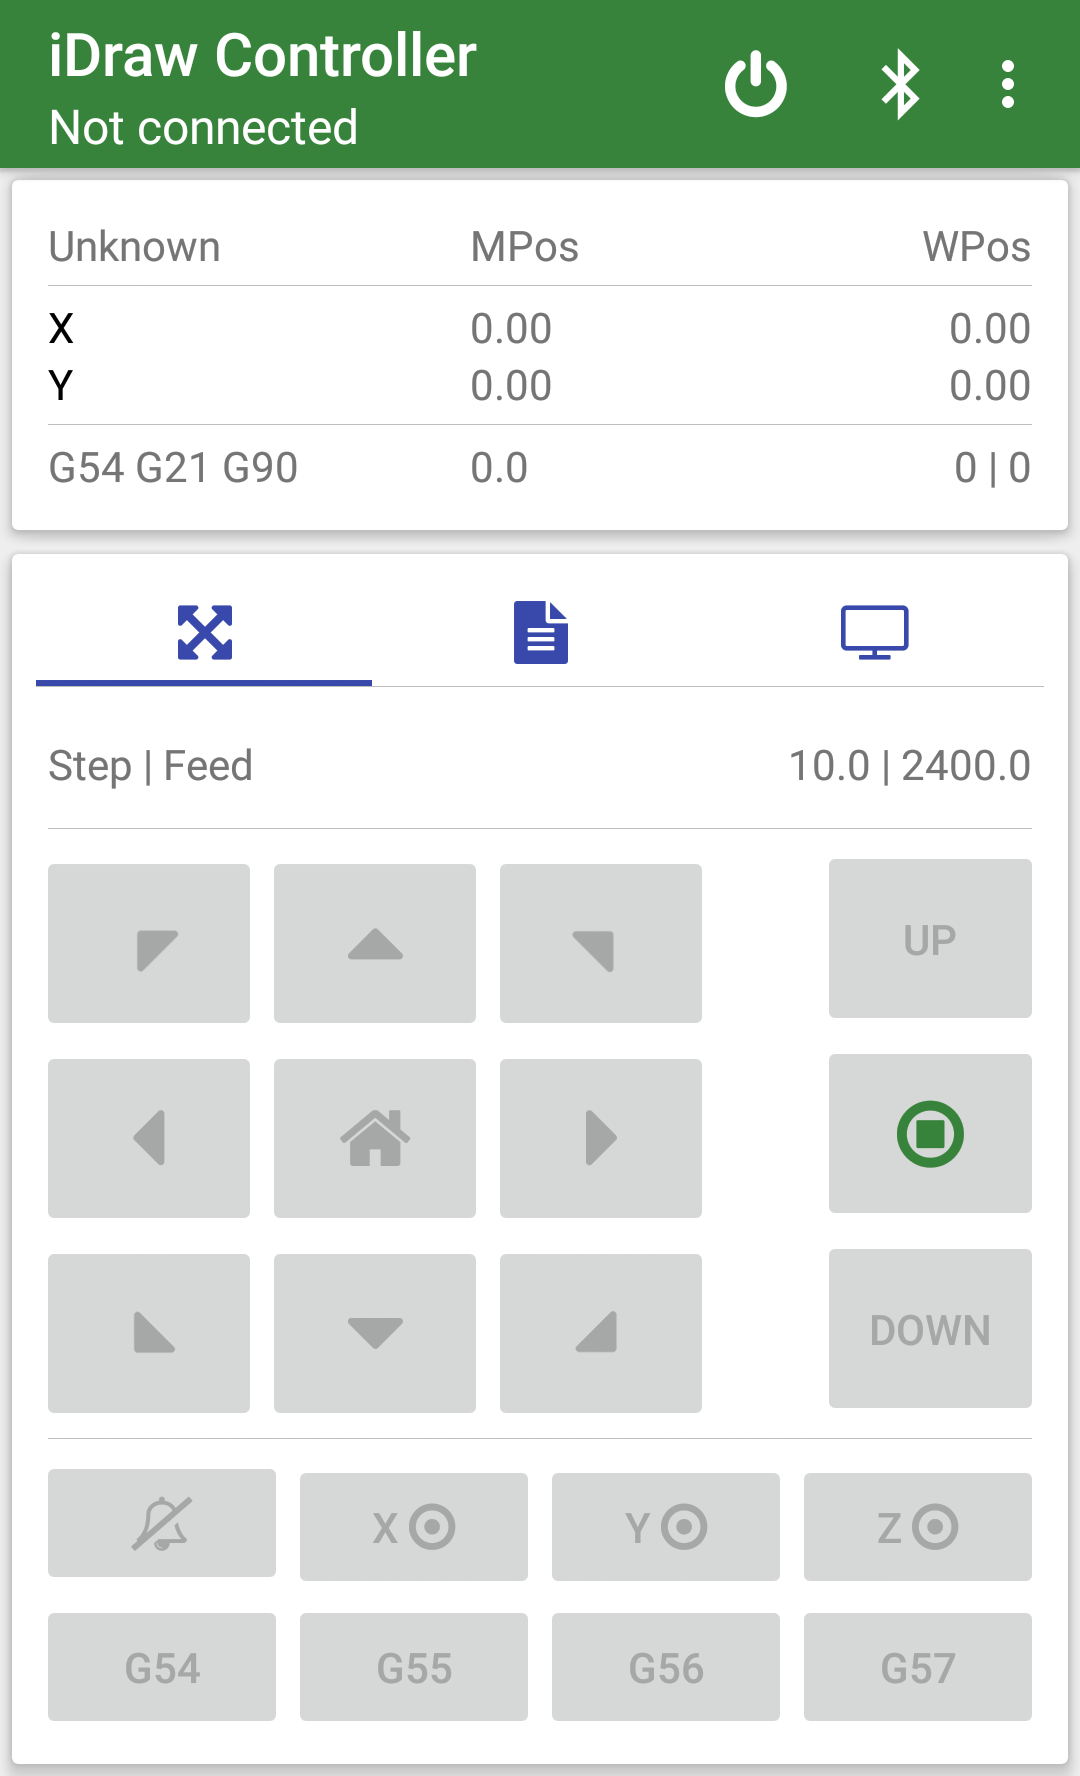 iDraw Controller
Not connected
Unknown MPos WPos
X 0.00 0.00
Y 0.00 0.00
G54 G21 G90 0.0 0 | 0
Step | Feed 10.0 | 2400.0
UP
DOWN
X Y Z
G54 G55 G56 G57